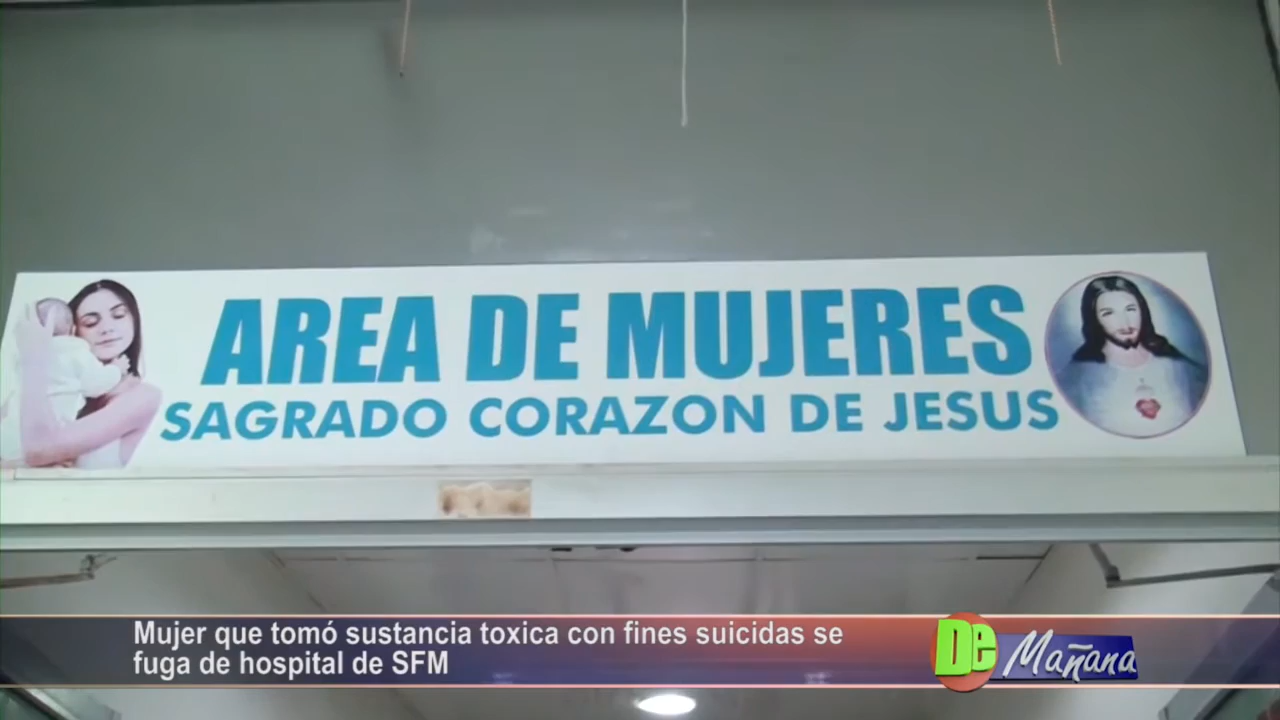 AREA DE MUJERES
SAGRADO CORAZON DE JESUS
Mujer que tomó sustancia toxica con fines suicidas se
fuga de hospital de SFM
De Mañana